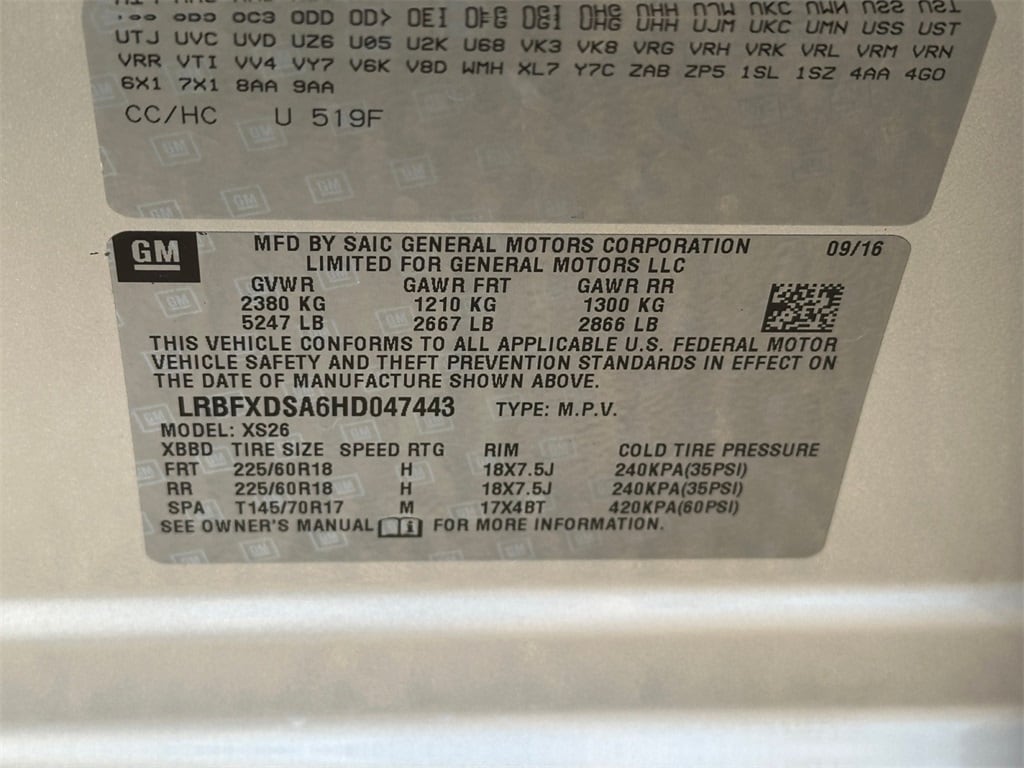 UTJ UVC UVD UZ6 U05 U2K U68 VK3 VK8 VRG VRH VRK VRL VRM VRN
VRR VTI VV4 VY7 V6K V8D WMH XL7 Y7C ZAB ZP5 1SL 1SZ 4AA 4GO
6X1 7X1 8AA 9AA
CC/HC U 519F
GM
MFD BY SAIC GENERAL MOTORS CORPORATION 09/16
LIMITED FOR GENERAL MOTORS LLC
GVWR GAWR FRT GAWR RR
2380 KG 1210 KG 1300 KG
5247 LB 2667 LB 2866 LB
THIS VEHICLE CONFORMS TO ALL APPLICABLE U.S. FEDERAL MOTOR
VEHICLE SAFETY AND THEFT PREVENTION STANDARDS IN EFFECT ON
THE DATE OF MANUFACTURE SHOWN ABOVE.
LRBFXDSA6HD047443 TYPE: M.P.V.
MODEL: XS26
XBBD TIRE SIZE SPEED RTG RIM COLD TIRE PRESSURE
FRT 225/60R18 H 18X7.5J 240KPA(35PSI)
RR 225/60R18 H 18X7.5J 240KPA(35PSI)
SPA T145/70R17 M 17X4BT 420KPA(60PSI)
SEE OWNER'S MANUAL FOR MORE INFORMATION.